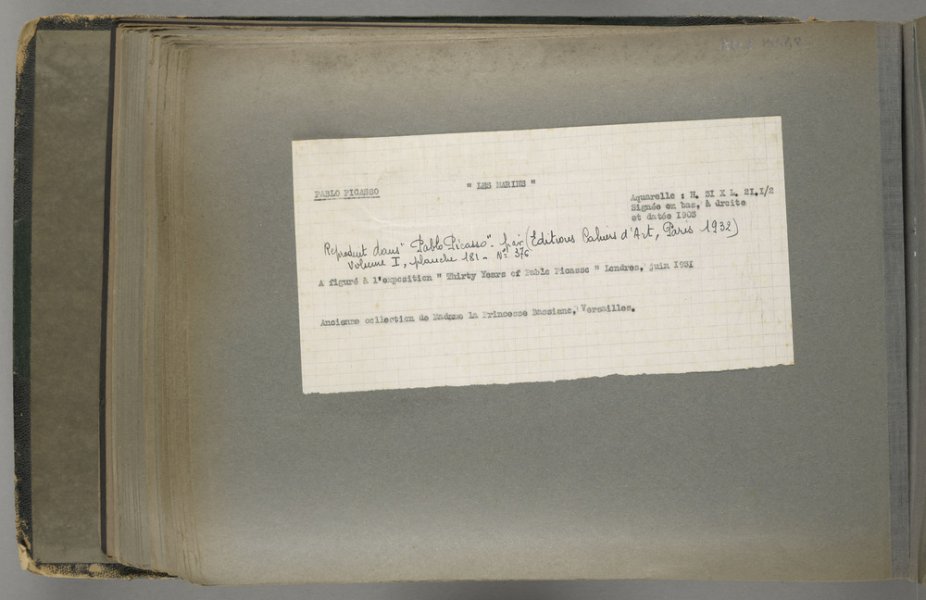 PABLO PICASSO
" LES MARINS "
Aquarelle : H. 31 X L. 21.1/2
Signée en bas, à droite
et datée 1903
Reproduit dans " Pablo Picasso " par (Editions Cahiers d'Art, Paris 1932)
Volume I, planche 181 - N° 376
A figuré à l'exposition " Thirty Years of Pablo Picasso " Londres, juin 1931
Ancienne collection de Madame la Princesse Bassiano, Versailles.